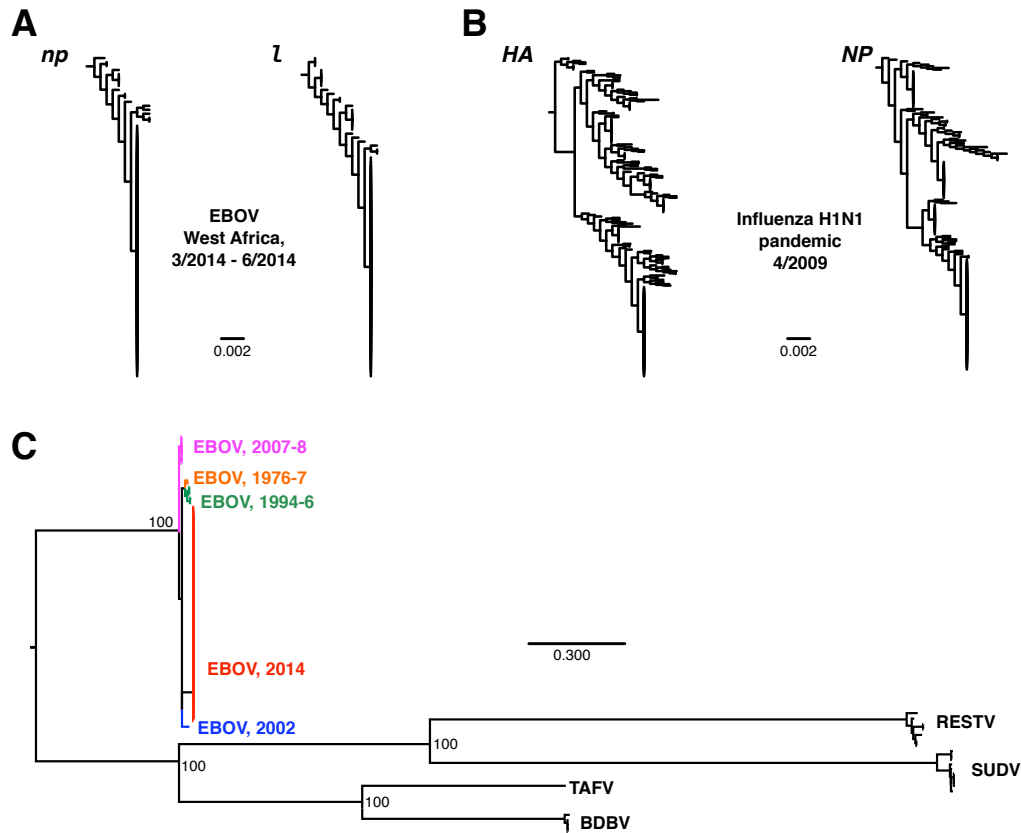 A
np
l
EBOV
West Africa,
3/2014 - 6/2014
0.002
B
HA
NP
Influenza H1N1
pandemic
4/2009
0.002
C
EBOV, 2007-8
EBOV, 1976-7
EBOV, 1994-6
100
EBOV, 2014
0.300
EBOV, 2002
RESTV
100
100
SUDV
TAFV
100
BDBV